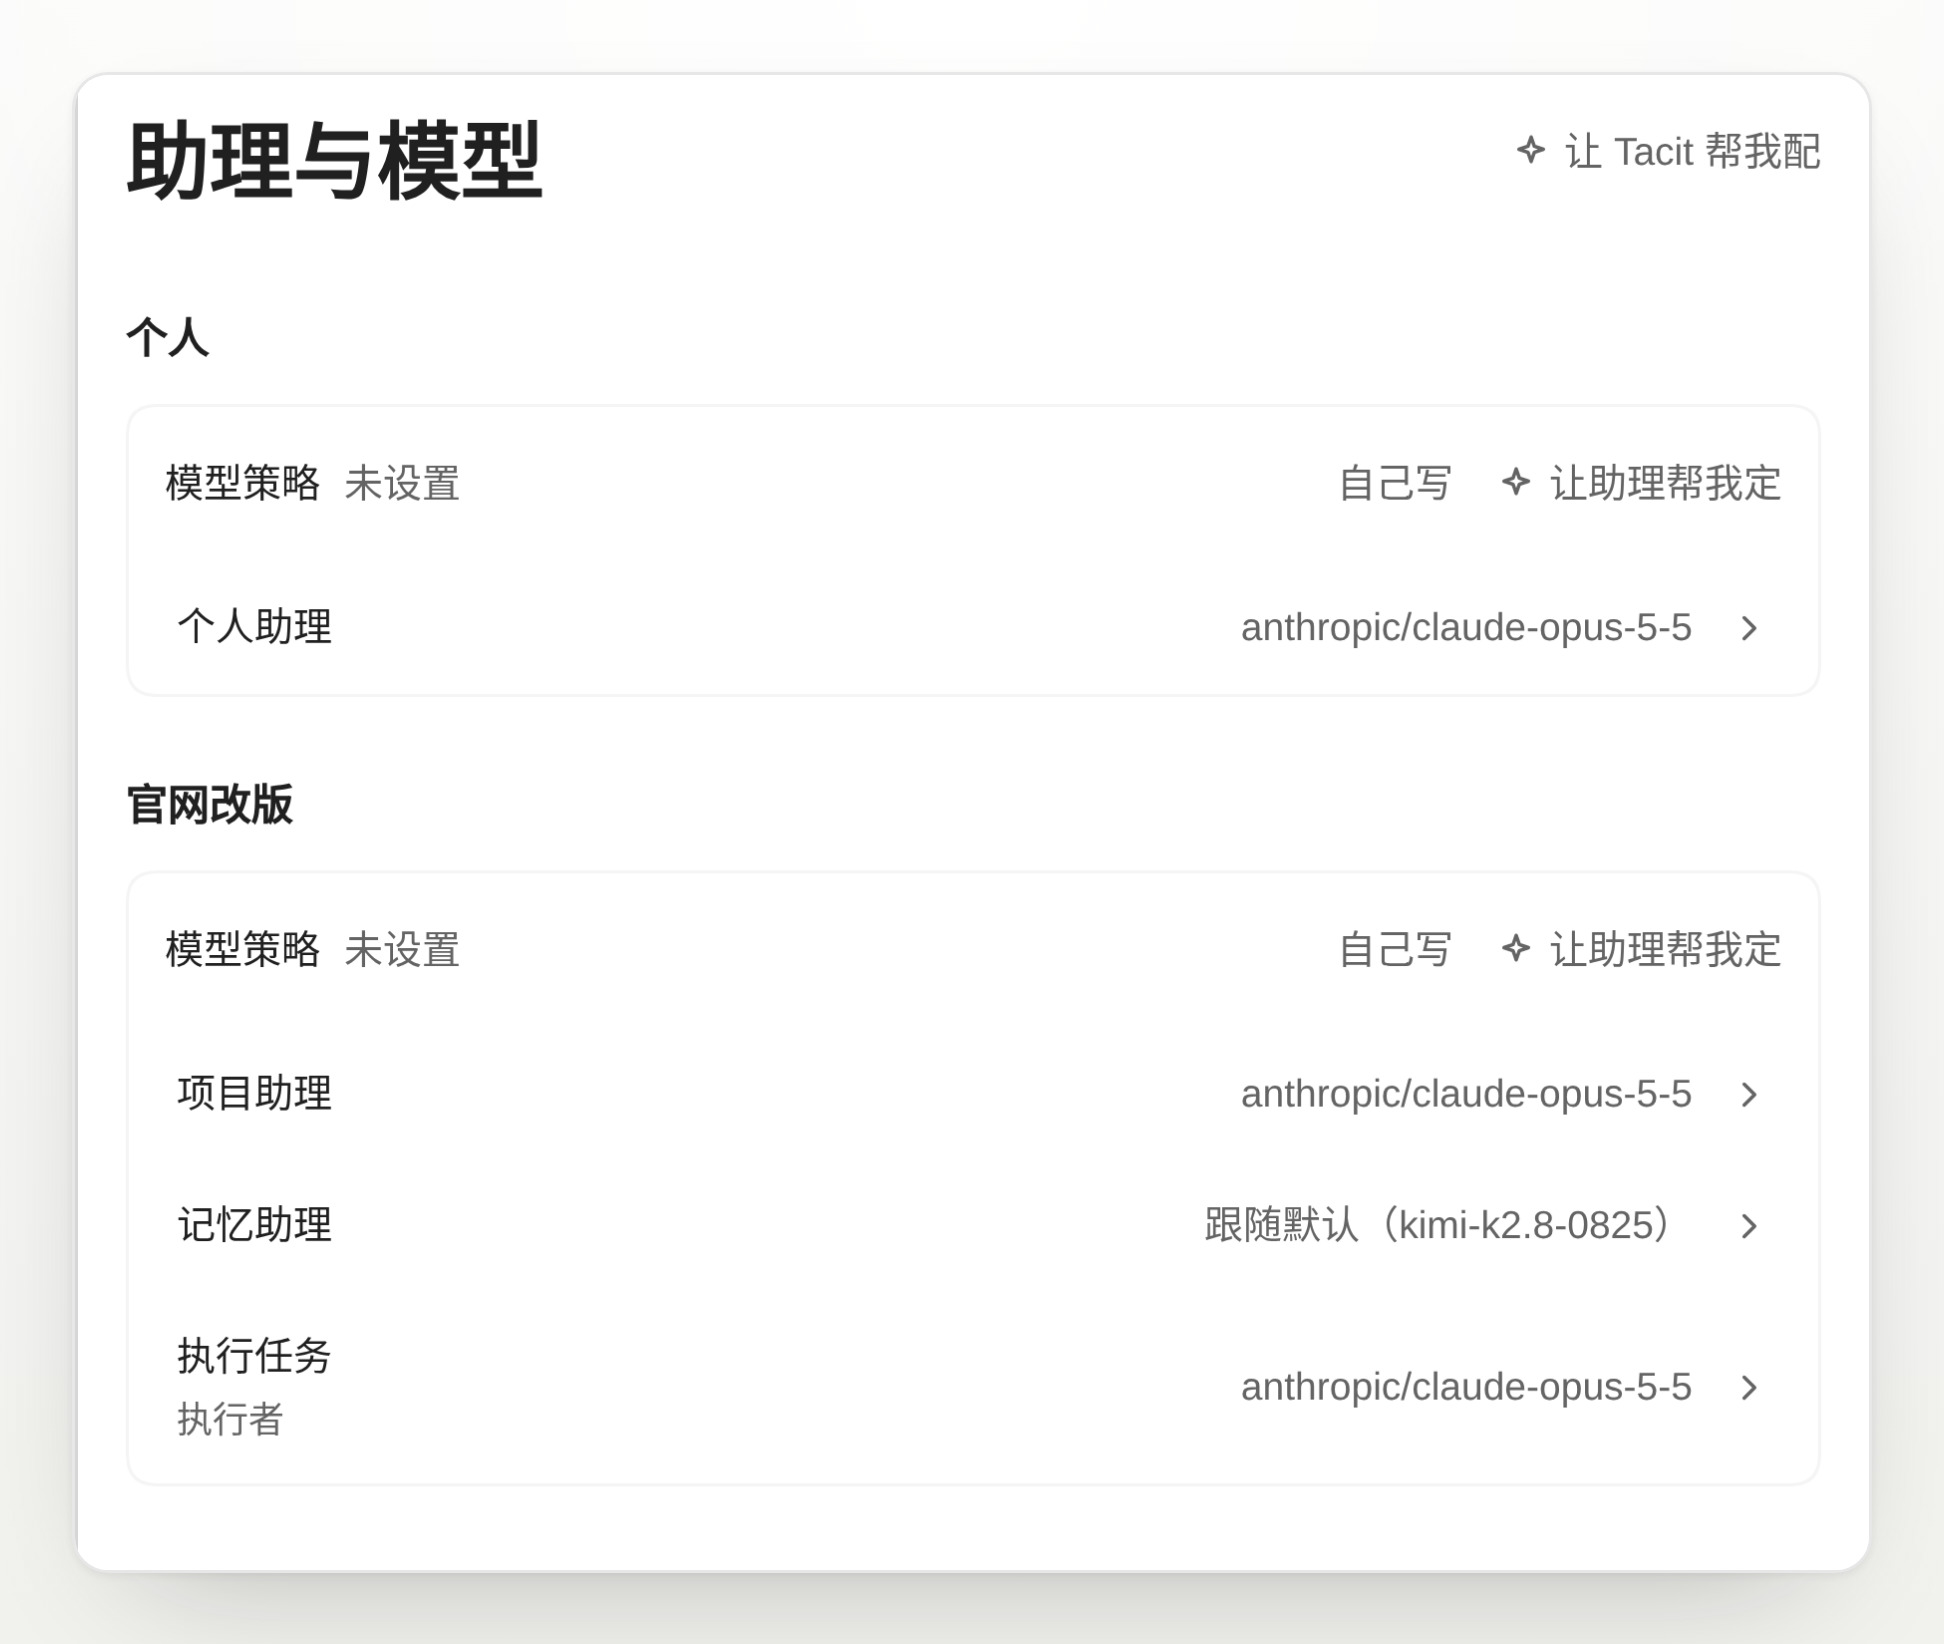 助理与模型
让 Tacit 帮我配
个人
模型策略 未设置 自己写 让助理帮我定
个人助理 anthropic/claude-opus-5-5
官网改版
模型策略 未设置 自己写 让助理帮我定
项目助理 anthropic/claude-opus-5-5
记忆助理 跟随默认（kimi-k2.8-0825）
执行任务
执行者
anthropic/claude-opus-5-5